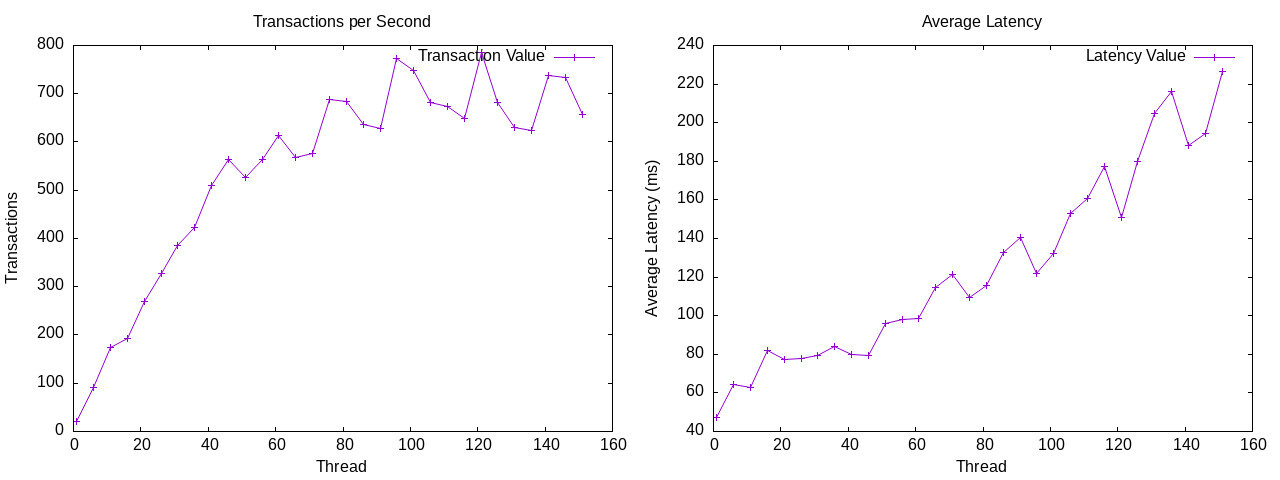 Transactions per Second
Transaction Value
800
700
600
500
400
300
200
100
0
Transactions
0 20 40 60 80 100 120 140 160
Thread
Average Latency
Latency Value
240
220
200
180
160
140
120
100
80
60
40
Average Latency (ms)
0 20 40 60 80 100 120 140 160
Thread